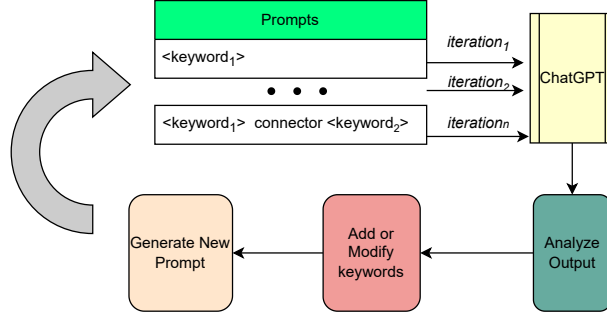 Prompts
<keyword₁>
iteration₁
ChatGPT
iteration₂
• • •
<keyword₁> connector <keyword₂>
iterationₙ
Generate New
Prompt
Add or
Modify
keywords
Analyze
Output